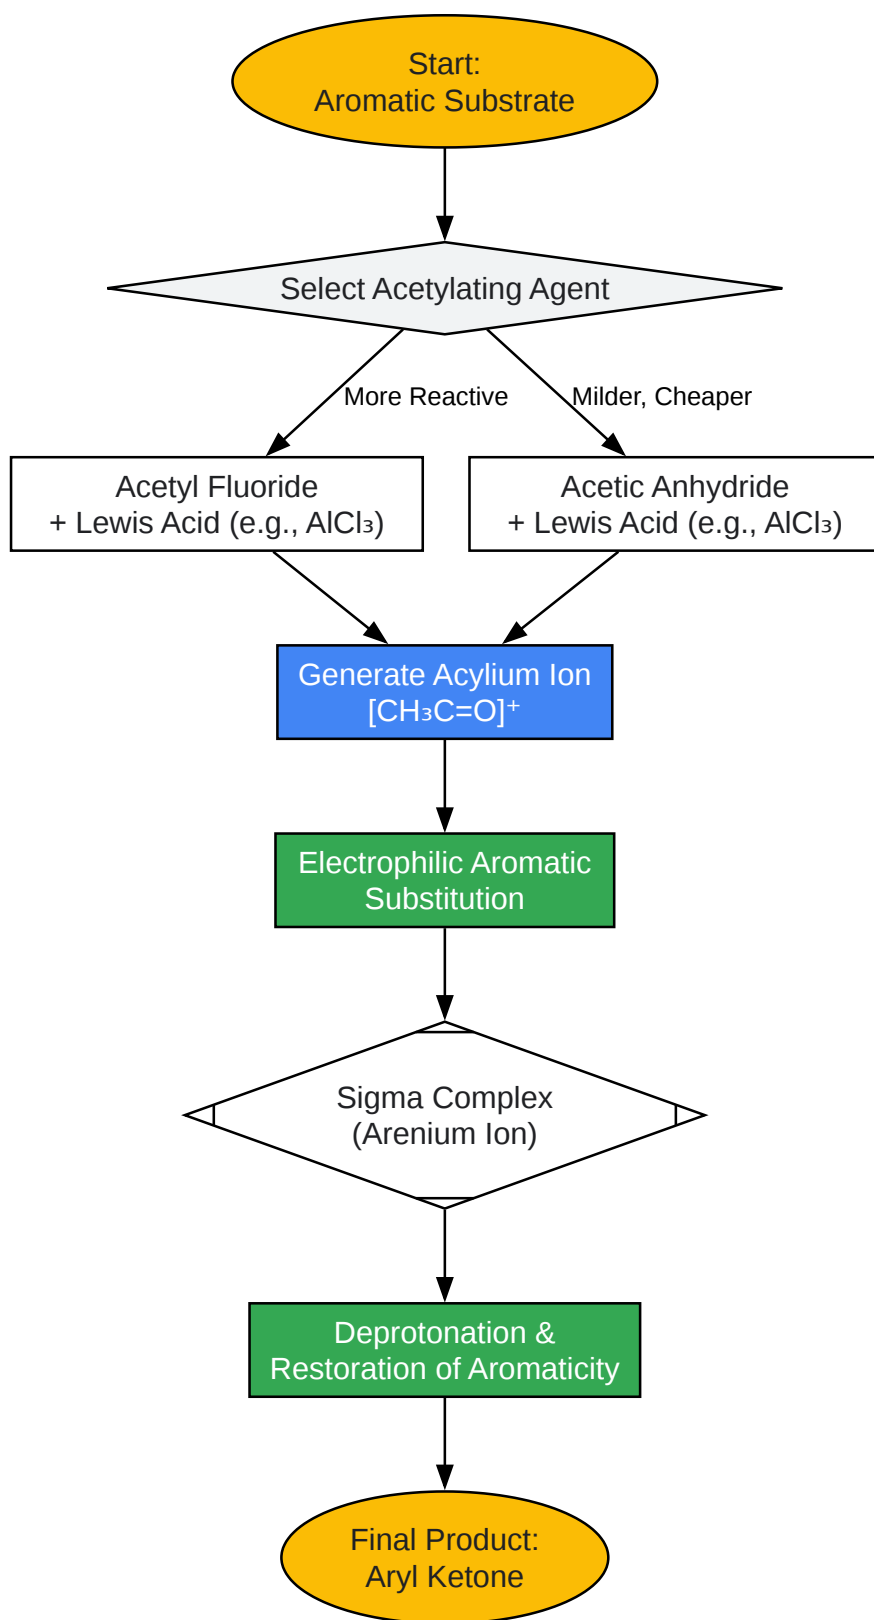 Start:
Aromatic Substrate
Select Acetylating Agent
More Reactive
Milder, Cheaper
Acetyl Fluoride
+ Lewis Acid (e.g., AlCl₃)
Acetic Anhydride
+ Lewis Acid (e.g., AlCl₃)
Generate Acylium Ion
[CH₃C=O]⁺
Electrophilic Aromatic
Substitution
Sigma Complex
(Arenium Ion)
Deprotonation &
Restoration of Aromaticity
Final Product:
Aryl Ketone